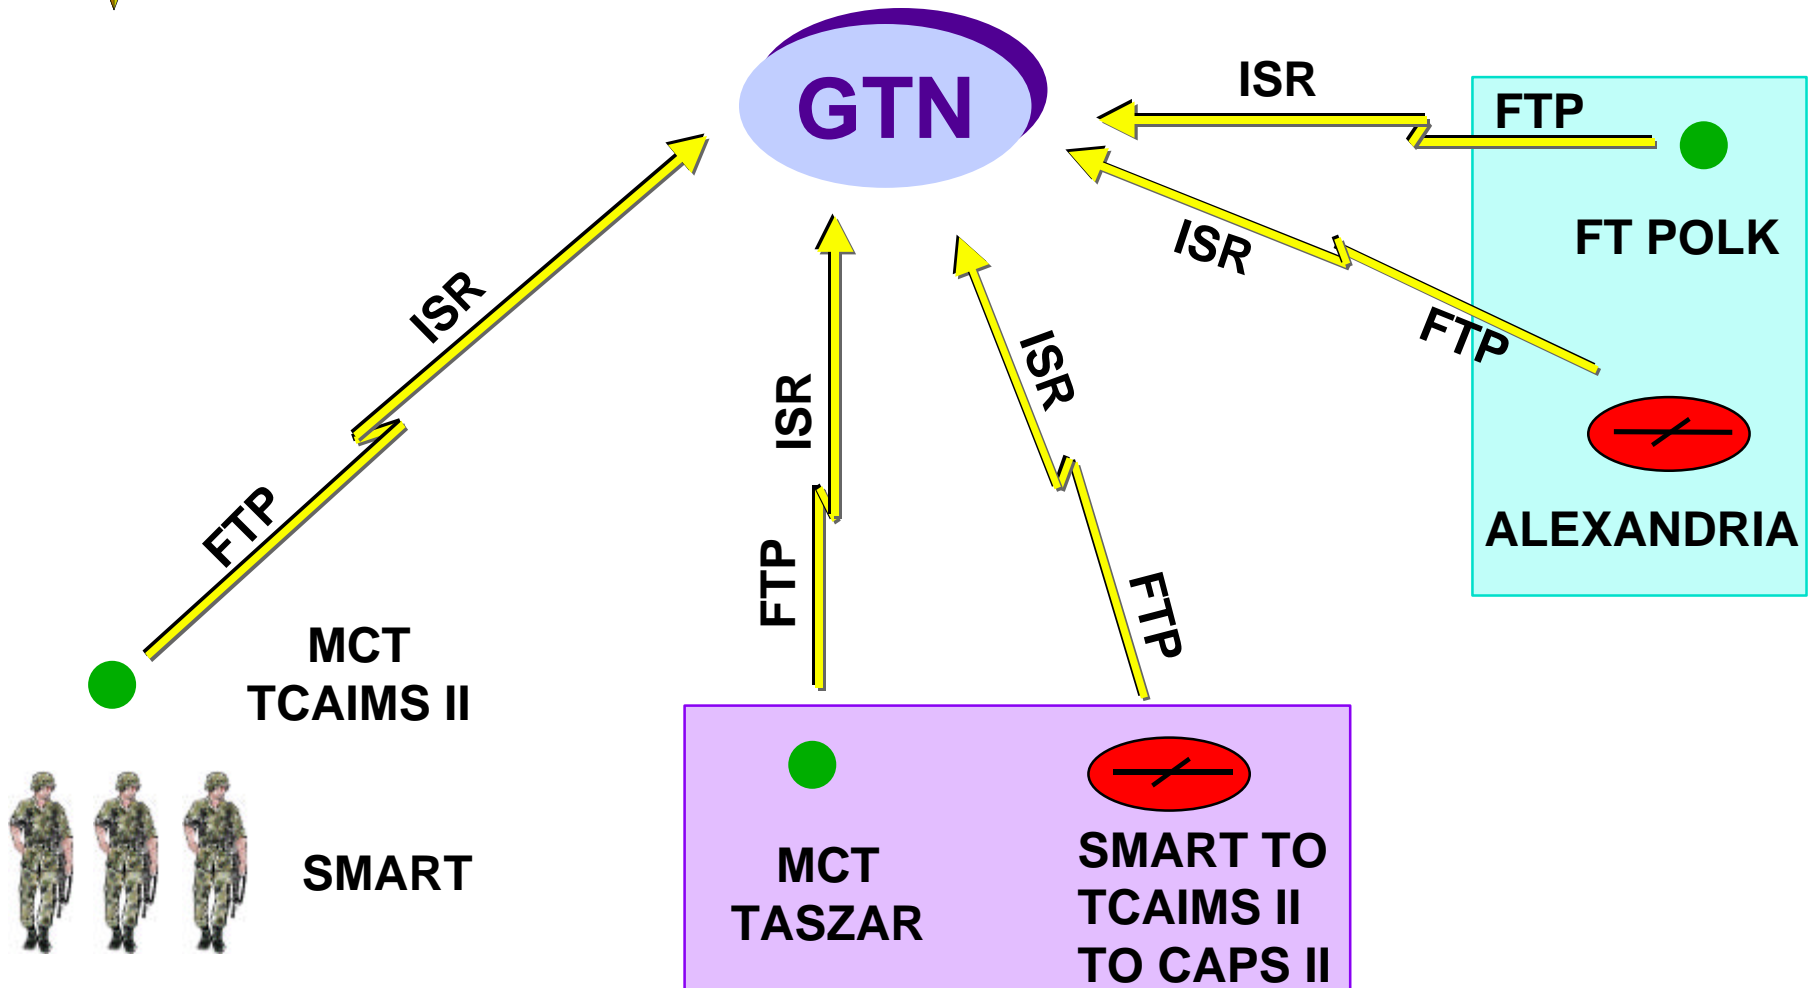 GTN
ISR
FTP
FT POLK
ISR
FTP
ALEXANDRIA
ISR
FTP
ISR
FTP
ISR
FTP
MCT
TCAIMS II
SMART
MCT
TASZAR
SMART TO
TCAIMS II
TO CAPS II